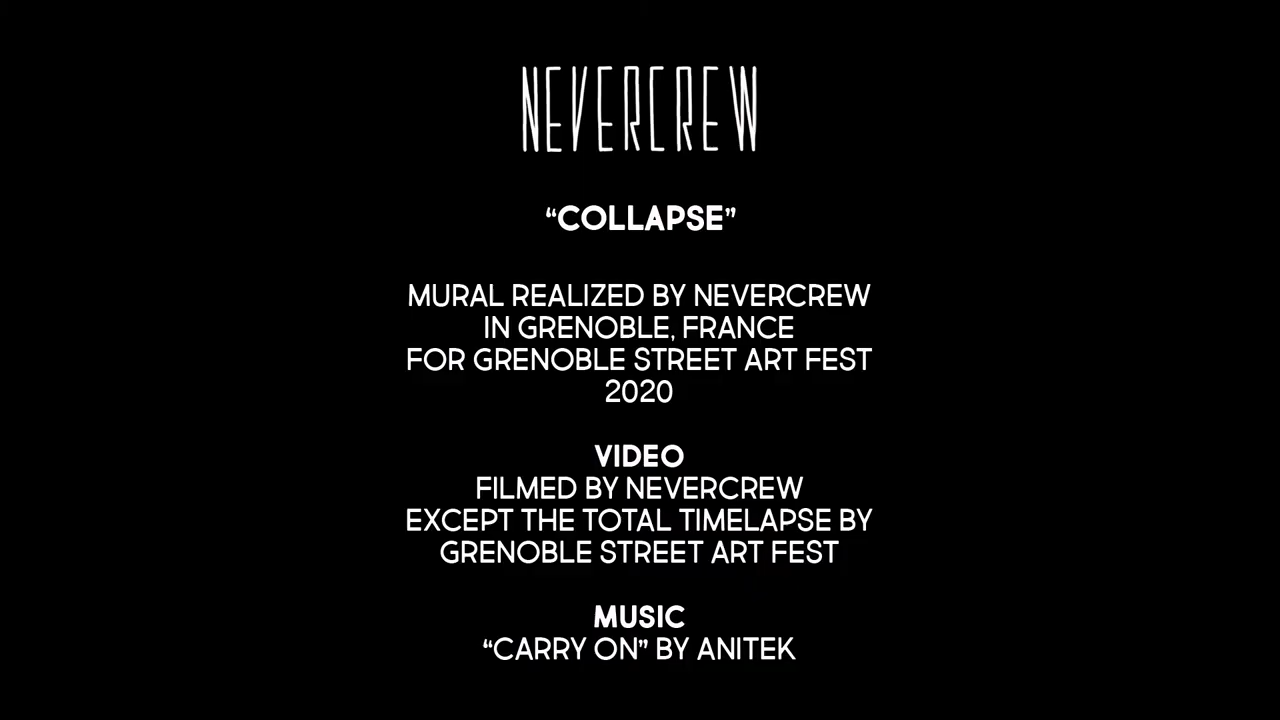 NEVERCREW
“COLLAPSE”
MURAL REALIZED BY NEVERCREW
IN GRENOBLE, FRANCE
FOR GRENOBLE STREET ART FEST
2020
VIDEO
FILMED BY NEVERCREW
EXCEPT THE TOTAL TIMELAPSE BY
GRENOBLE STREET ART FEST
MUSIC
“CARRY ON” BY ANITEK